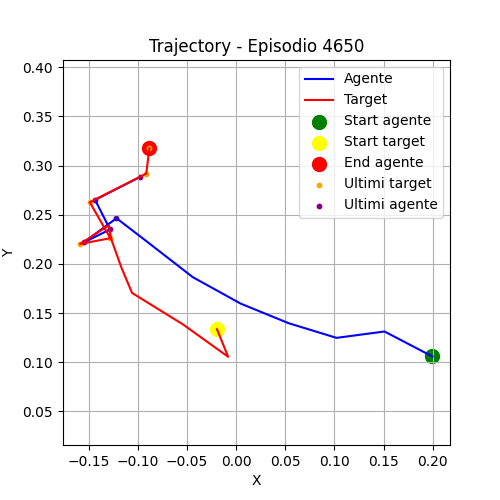 Trajectory - Episodio 4650
Agente
Target
Start agente
Start target
End agente
Ultimi target
Ultimi agente
0.40
0.35
0.30
0.25
0.20
0.15
0.10
0.05
Y
−0.15 −0.10 −0.05 0.00 0.05 0.10 0.15 0.20
X